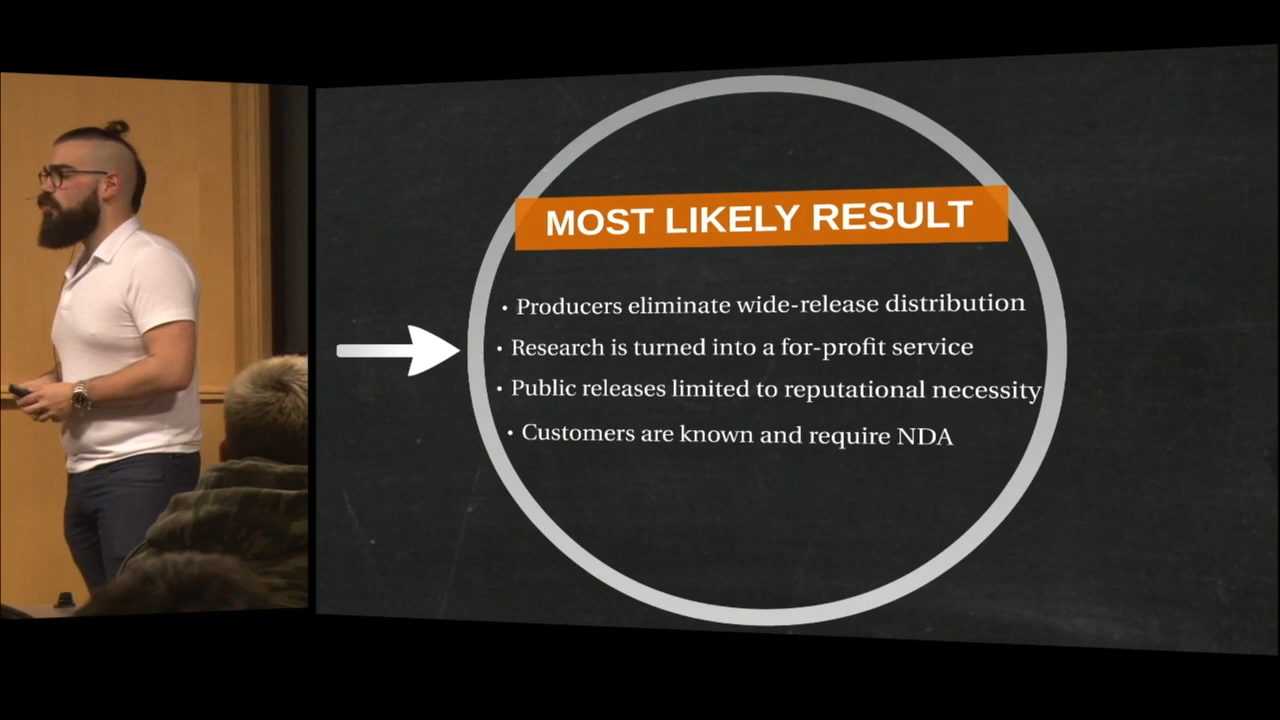 MOST LIKELY RESULT
• Producers eliminate wide-release distribution
• Research is turned into a for-profit service
• Public releases limited to reputational necessity
• Customers are known and require NDA